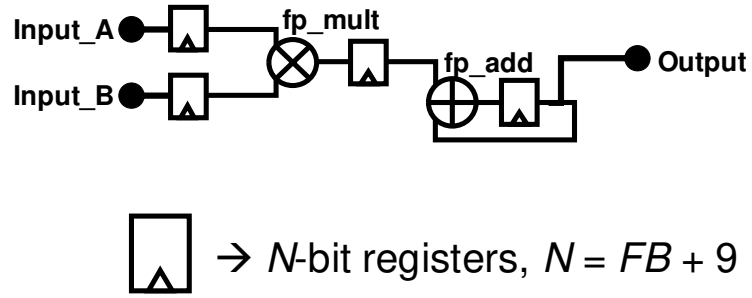 Input_A
fp_mult
fp_add
Output
Input_B
→ N-bit registers, N = FB + 9